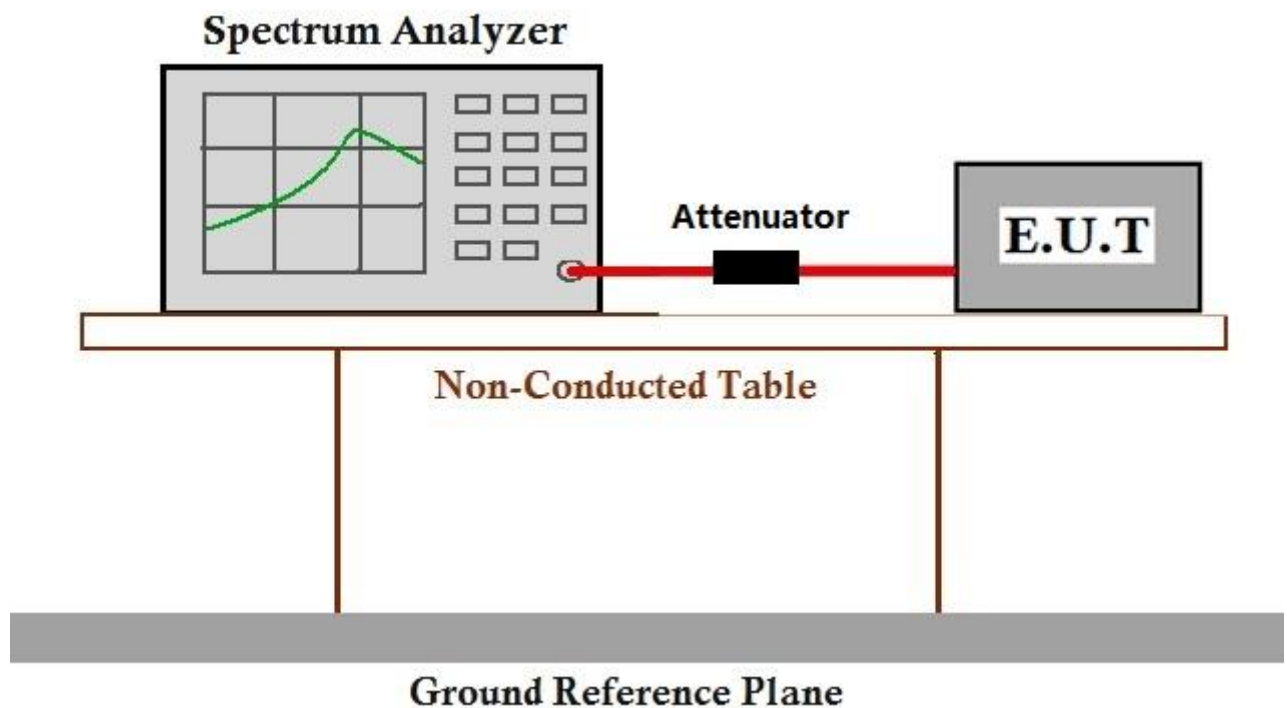 Spectrum Analyzer
Attenuator
E.U.T
Non-Conducted Table
Ground Reference Plane